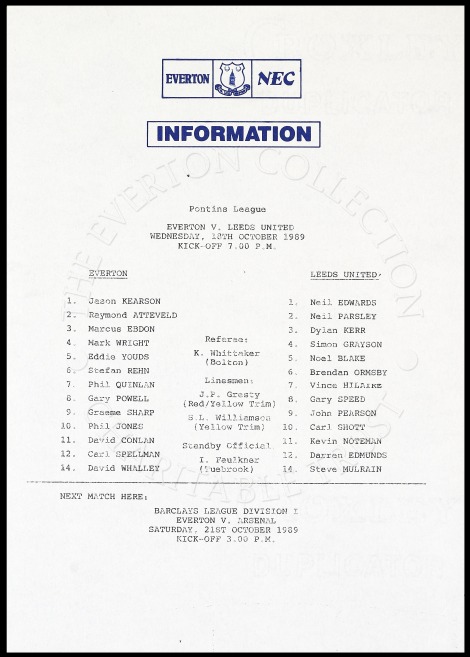 EVERTON NEC
INFORMATION
Pontins League
EVERTON V. LEEDS UNITED
WEDNESDAY, 18TH OCTOBER 1989
KICK-OFF 7.00 P.M.
EVERTON
1. Jason KEARSON
2. Raymond ATTEVELD
3. Marcus EBDON
4. Mark WRIGHT
5. Eddie YOUDS
6. Stefan REHN
7. Phil QUINLAN
8. Gary POWELL
9. Graeme SHARP
10. Phil JONES
11. David CONLAN
12. Carl SPELLMAN
14. David WHALLEY
Referee:
K. Whittaker
(Bolton)
Linesmen:
J.P. Gresty
(Red/Yellow Trim)
S.L. Williamson
(Yellow Trim)
Standby Official
I. Faulkner
(Tuebrook)
LEEDS UNITED
1. Neil EDWARDS
2. Neil PARSLEY
3. Dylan KERR
4. Simon GRAYSON
5. Noel BLAKE
6. Brendan ORMSBY
7. Vince HILAIRE
8. Gary SPEED
9. John PEARSON
10. Carl SHUTT
11. Kevin NOTEMAN
12. Darren EDMUNDS
14. Steve MULRAIN
NEXT MATCH HERE:
BARCLAYS LEAGUE DIVISION I
EVERTON V. ARSENAL
SATURDAY, 21ST OCTOBER 1989
KICK-OFF 3.00 P.M.
THE EVERTON COLLECTION
CHARITABLE TRUST